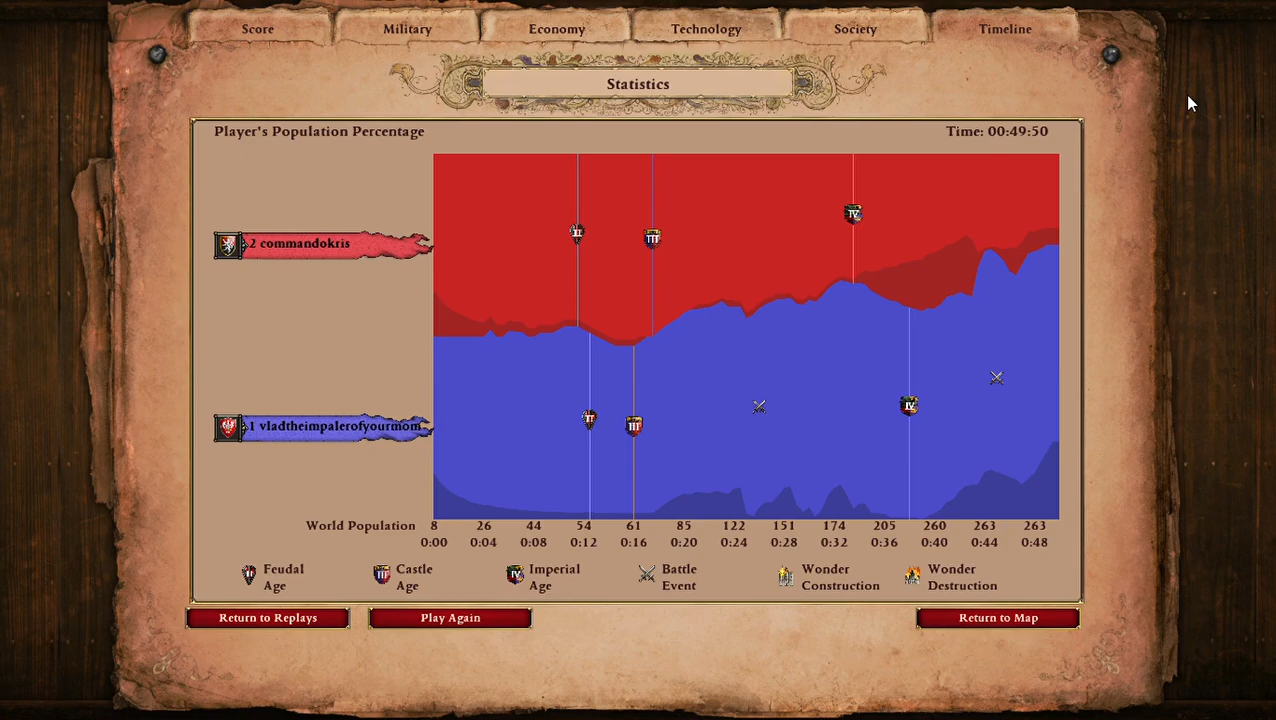 Score Military Economy Technology Society Timeline
Statistics
Player's Population Percentage Time: 00:49:50
2 commandokris
1 vladtheimpalerofyourmom
World Population 8 26 44 54 61 85 122 151 174 205 260 263 263
0:00 0:04 0:08 0:12 0:16 0:20 0:24 0:28 0:32 0:36 0:40 0:44 0:48
Feudal Castle Imperial Battle Wonder Wonder
Age Age Age Event Construction Destruction
Return to Replays Play Again Return to Map